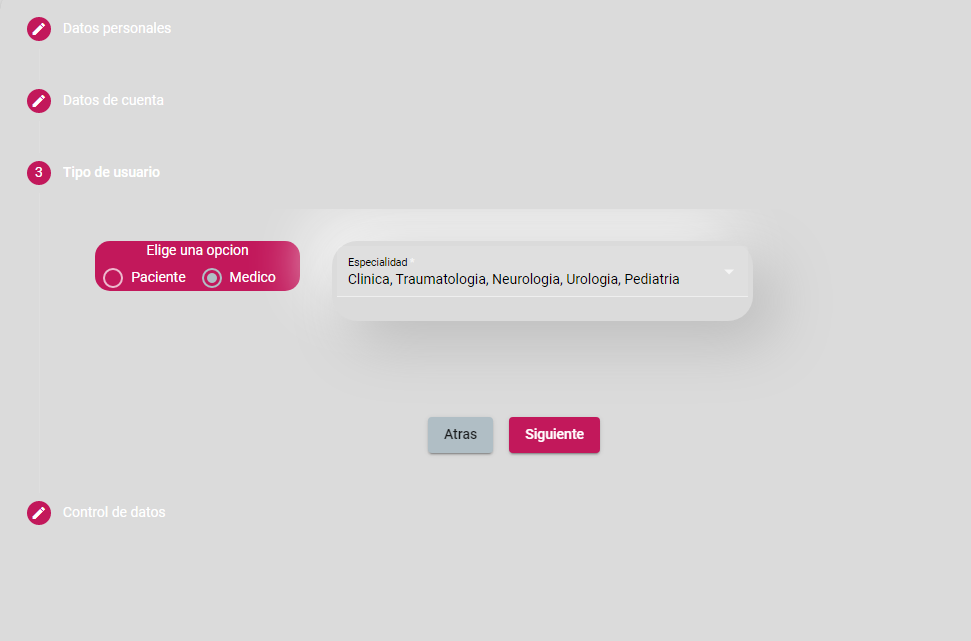 Datos personales
Datos de cuenta
3 Tipo de usuario
Elige una opcion
Paciente Medico
Especialidad *
Clinica, Traumatologia, Neurologia, Urologia, Pediatria
Atras Siguiente
Control de datos